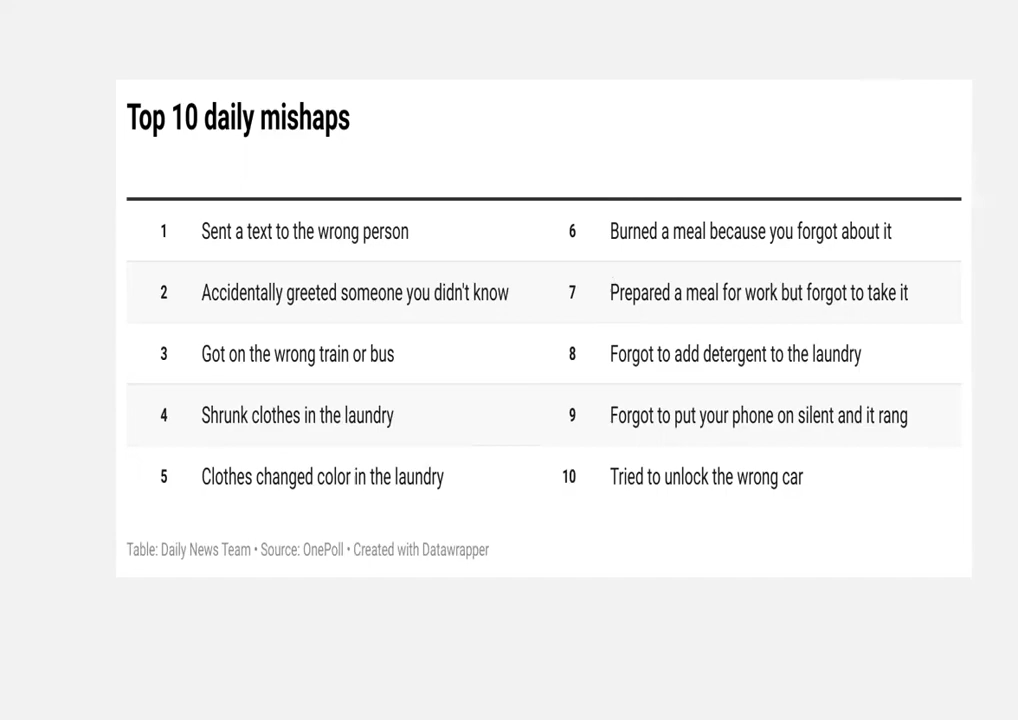 Top 10 daily mishaps
1 Sent a text to the wrong person
2 Accidentally greeted someone you didn't know
3 Got on the wrong train or bus
4 Shrunk clothes in the laundry
5 Clothes changed color in the laundry
6 Burned a meal because you forgot about it
7 Prepared a meal for work but forgot to take it
8 Forgot to add detergent to the laundry
9 Forgot to put your phone on silent and it rang
10 Tried to unlock the wrong car
Table: Daily News Team • Source: OnePoll • Created with Datawrapper